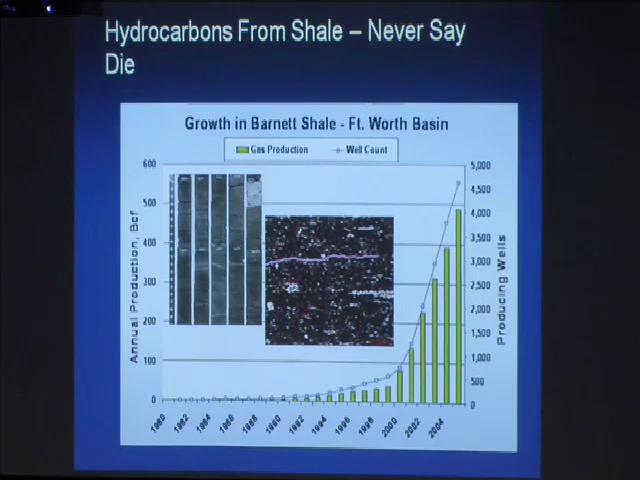 Hydrocarbons From Shale – Never Say
Die
Growth in Barnett Shale - Ft. Worth Basin
Gas Production
Well Count
Annual Production, Bcf
600
500
400
300
200
100
0
5,000
4,500
4,000
3,500
3,000
2,500
2,000
1,500
1,000
500
0
Producing Wells
1980 1982 1984 1986 1988 1990 1992 1994 1996 1998 2000 2002 2004